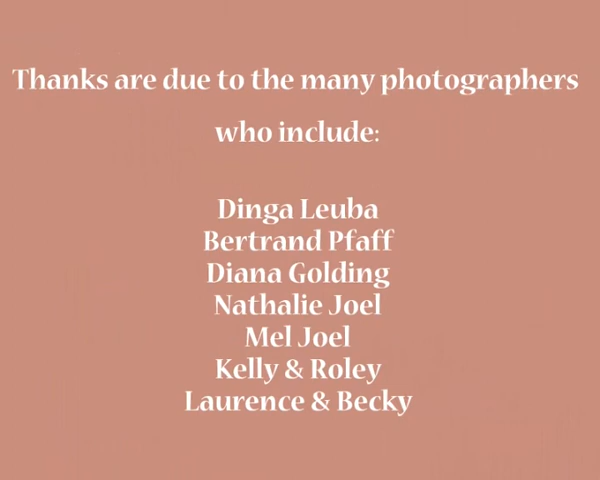 Thanks are due to the many photographers
who include:
Dinga Leuba
Bertrand Pfaff
Diana Golding
Nathalie Joel
Mel Joel
Kelly & Roley
Laurence & Becky